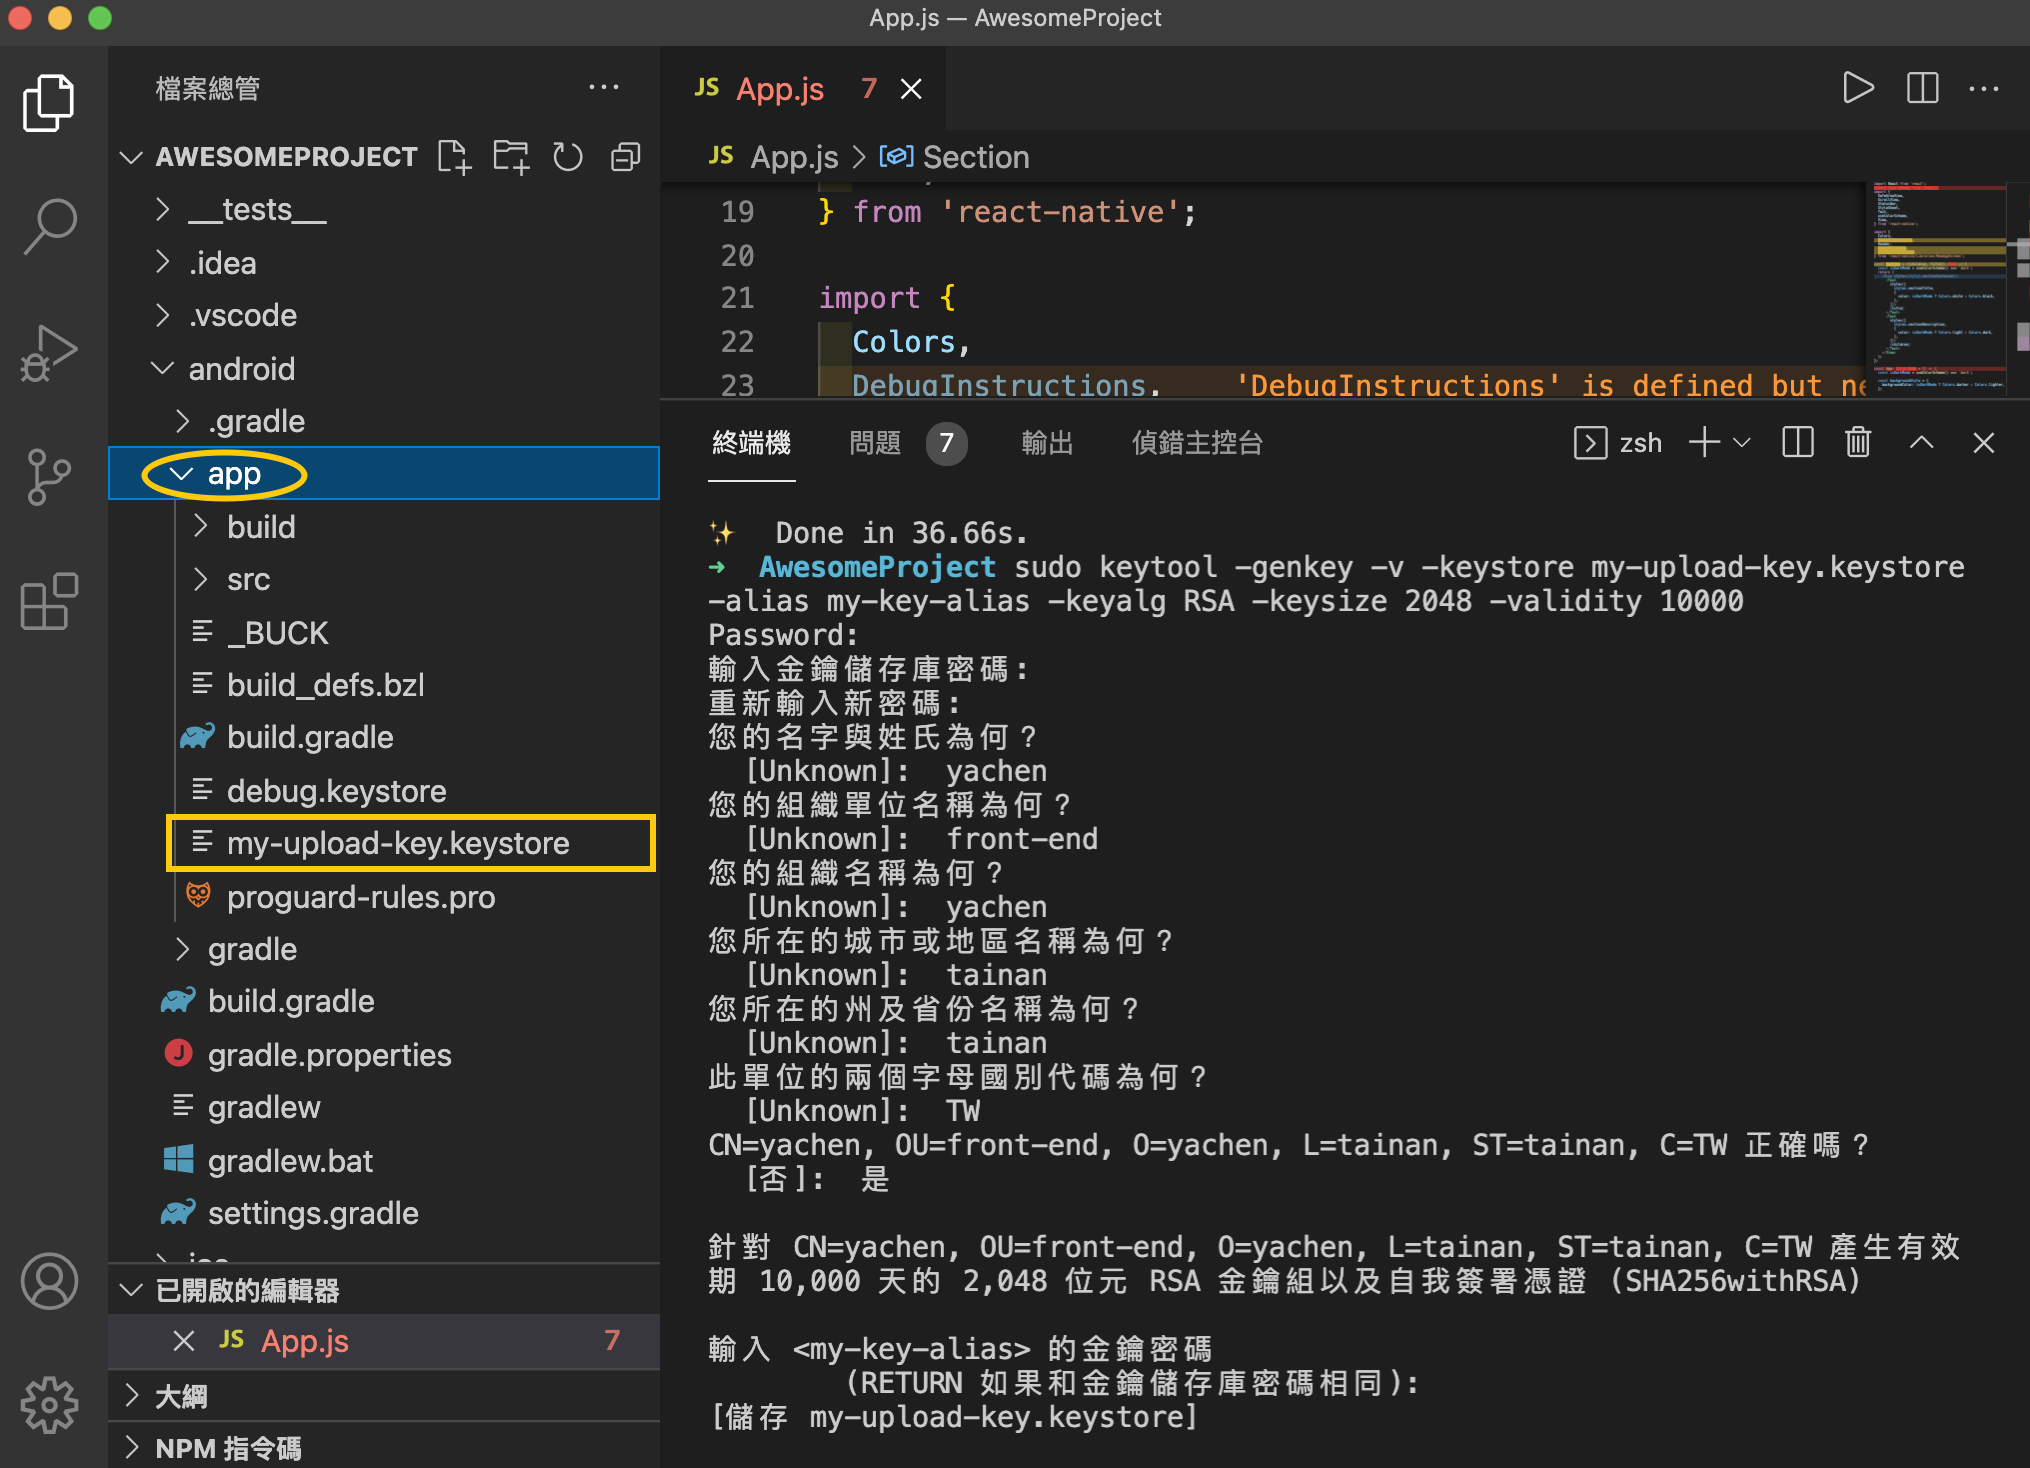 App.js — AwesomeProject
檔案總管
AWESOMEPROJECT
__tests__
.idea
.vscode
android
.gradle
app
build
src
_BUCK
build_defs.bzl
build.gradle
debug.keystore
my-upload-key.keystore
proguard-rules.pro
gradle
build.gradle
gradle.properties
gradlew
gradlew.bat
settings.gradle
已開啟的編輯器
JS App.js 7
大綱
NPM 指令碼
JS App.js 7
JS App.js > Section
19 } from 'react-native';
20
21 import {
22 Colors,
23 DebugInstructions, 'DebugInstructions' is defined but ne
終端機 問題 7 輸出 偵錯主控台 zsh
✨ Done in 36.66s.
➜ AwesomeProject sudo keytool -genkey -v -keystore my-upload-key.keystore
-alias my-key-alias -keyalg RSA -keysize 2048 -validity 10000
Password:
輸入金鑰儲存庫密碼:
重新輸入新密碼:
您的名字與姓氏為何？
[Unknown]: yachen
您的組織單位名稱為何？
[Unknown]: front-end
您的組織名稱為何？
[Unknown]: yachen
您所在的城市或地區名稱為何？
[Unknown]: tainan
您所在的州及省份名稱為何？
[Unknown]: tainan
此單位的兩個字母國別代碼為何？
[Unknown]: TW
CN=yachen, OU=front-end, O=yachen, L=tainan, ST=tainan, C=TW 正確嗎？
[否]: 是
針對 CN=yachen, OU=front-end, O=yachen, L=tainan, ST=tainan, C=TW 產生有效
期 10,000 天的 2,048 位元 RSA 金鑰組以及自我簽署憑證 (SHA256withRSA)
輸入 <my-key-alias> 的金鑰密碼
(RETURN 如果和金鑰儲存庫密碼相同):
[儲存 my-upload-key.keystore]